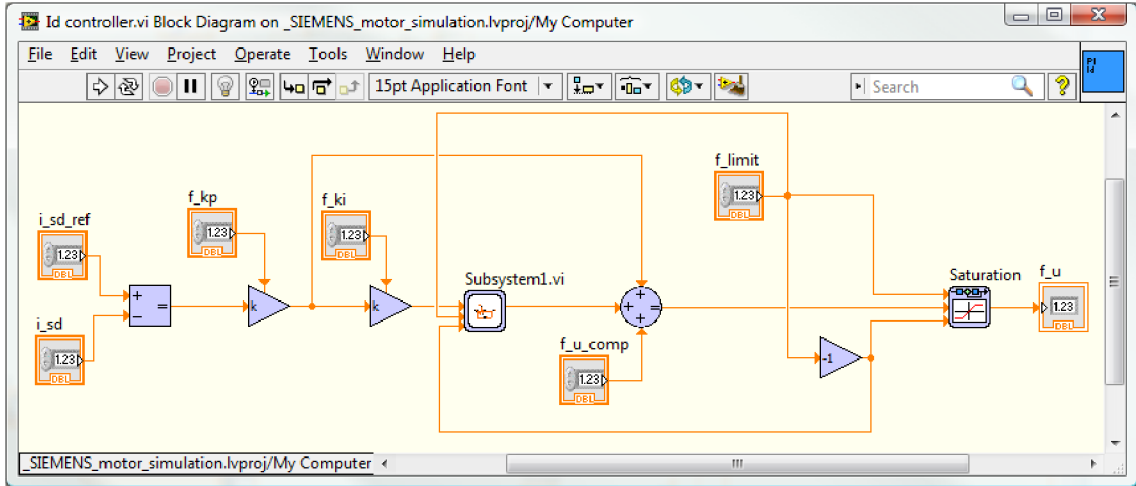 Id controller.vi Block Diagram on _SIEMENS_motor_simulation.lvproj/My Computer
File Edit View Project Operate Tools Window Help
15pt Application Font
Search
PI
Id
f_limit
1.23
DBL
f_kp
1.23
DBL
f_ki
1.23
DBL
i_sd_ref
1.23
DBL
Subsystem1.vi
Saturation
f_u
1.23
DBL
+
−
=
k
k
+
+
+
=
i_sd
1.23
DBL
f_u_comp
1.23
DBL
-1
_SIEMENS_motor_simulation.lvproj/My Computer